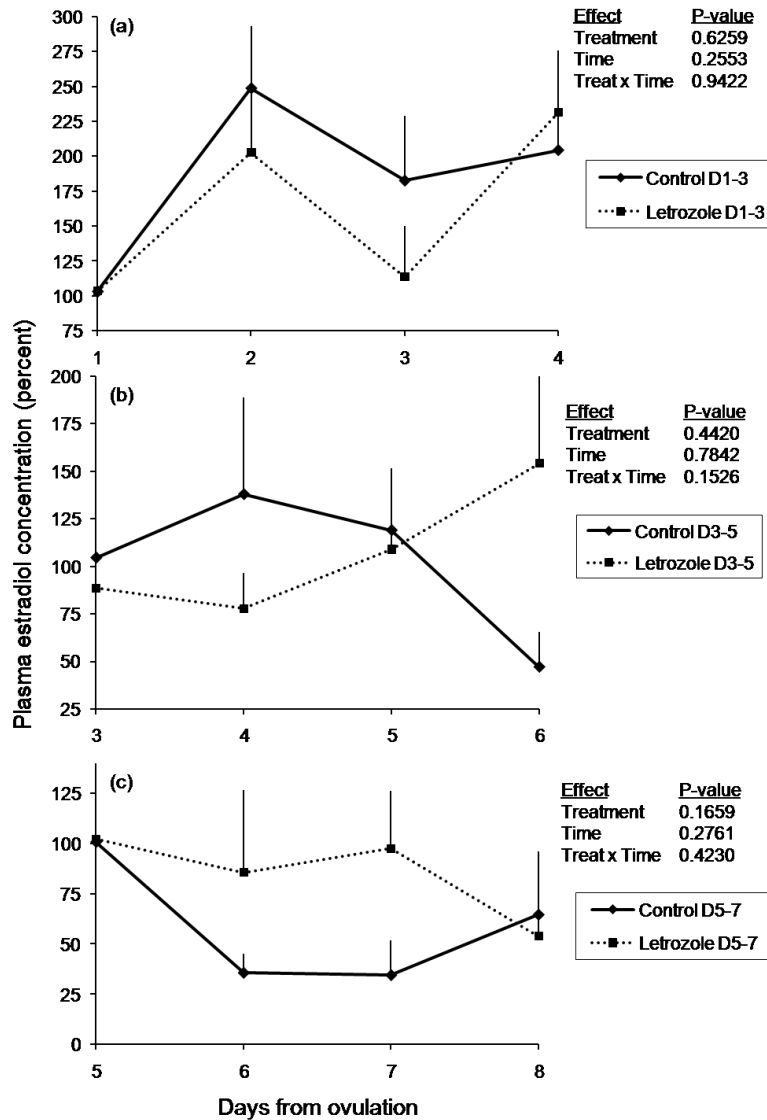 Plasma estradiol concentration (percent)
(a)
300
275
250
225
200
175
150
125
100
75
1 2 3 4
Effect P-value
Treatment 0.6259
Time 0.2553
Treat x Time 0.9422
Control D1-3
Letrozole D1-3
(b)
200
175
150
125
100
75
50
25
3 4 5 6
Effect P-value
Treatment 0.4420
Time 0.7842
Treat x Time 0.1526
Control D3-5
Letrozole D3-5
(c)
125
100
75
50
25
0
5 6 7 8
Effect P-value
Treatment 0.1659
Time 0.2761
Treat x Time 0.4230
Control D5-7
Letrozole D5-7
Days from ovulation